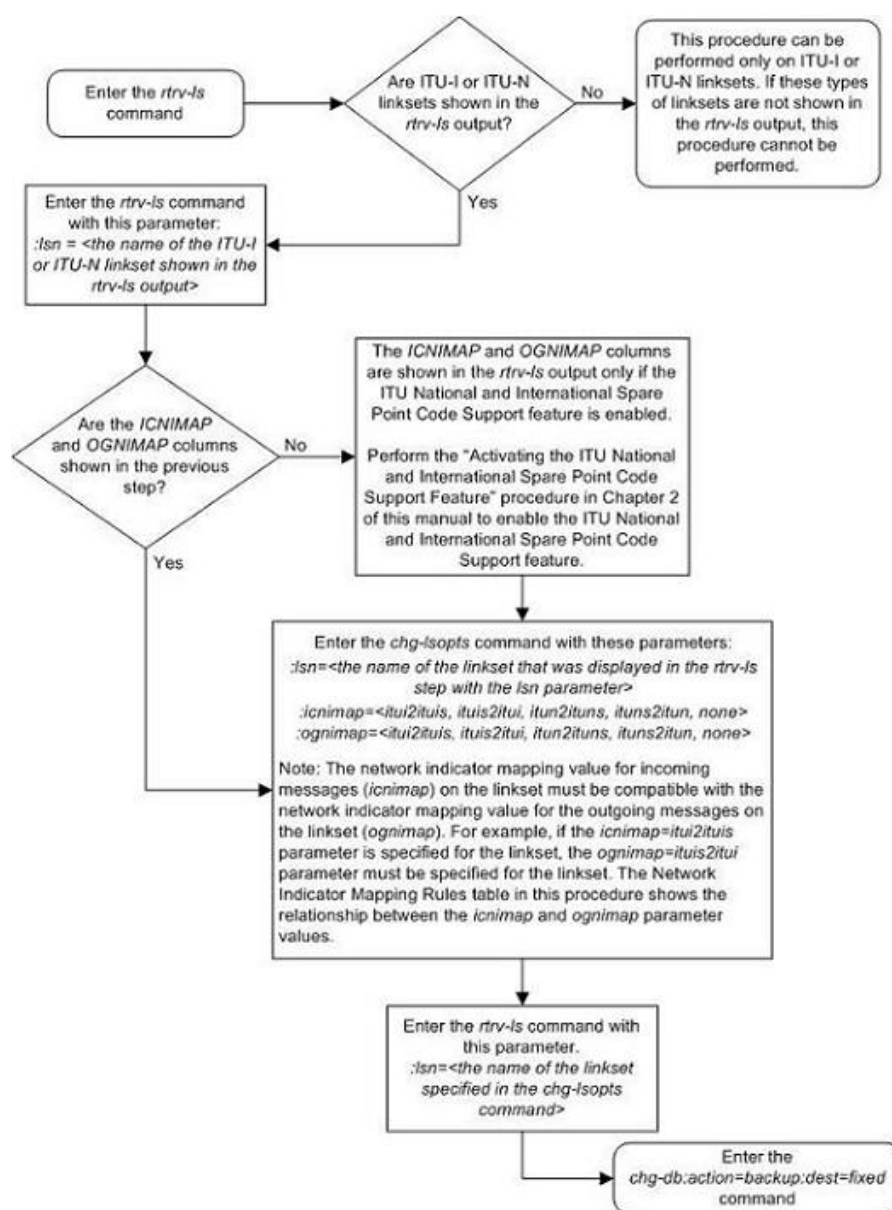 Enter the rtrv-ls
command
Are ITU-I or ITU-N
linksets shown in the
rtrv-ls output?
No
This procedure can be
performed only on ITU-I or
ITU-N linksets. If these types
of linksets are not shown in
the rtrv-ls output, this
procedure cannot be
performed.
Yes
Enter the rtrv-ls command
with this parameter:
:lsn = <the name of the ITU-I
or ITU-N linkset shown in the
rtrv-ls output>
Are the ICNIMAP
and OGNIMAP columns
shown in the previous
step?
No
The ICNIMAP and OGNIMAP columns
are shown in the rtrv-ls output only if the
ITU National and International Spare
Point Code Support feature is enabled.
Perform the "Activating the ITU National
and International Spare Point Code
Support Feature" procedure in Chapter 2
of this manual to enable the ITU National
and International Spare Point Code
Support feature.
Yes
Enter the chg-lsopts command with these parameters:
:lsn=<the name of the linkset that was displayed in the rtrv-ls
step with the lsn parameter>
:icnimap=<itui2ituis, ituis2itui, itun2ituns, ituns2itun, none>
:ognimap=<itui2ituis, ituis2itui, itun2ituns, ituns2itun, none>
Note: The network indicator mapping value for incoming
messages (icnimap) on the linkset must be compatible with the
network indicator mapping value for the outgoing messages on
the linkset (ognimap). For example, if the icnimap=itui2ituis
parameter is specified for the linkset, the ognimap=ituis2itui
parameter must be specified for the linkset. The Network
Indicator Mapping Rules table in this procedure shows the
relationship between the icnimap and ognimap parameter
values.
Enter the rtrv-ls command with
this parameter.
:lsn=<the name of the linkset
specified in the chg-lsopts
command>
Enter the
chg-db:action=backup:dest=fixed
command